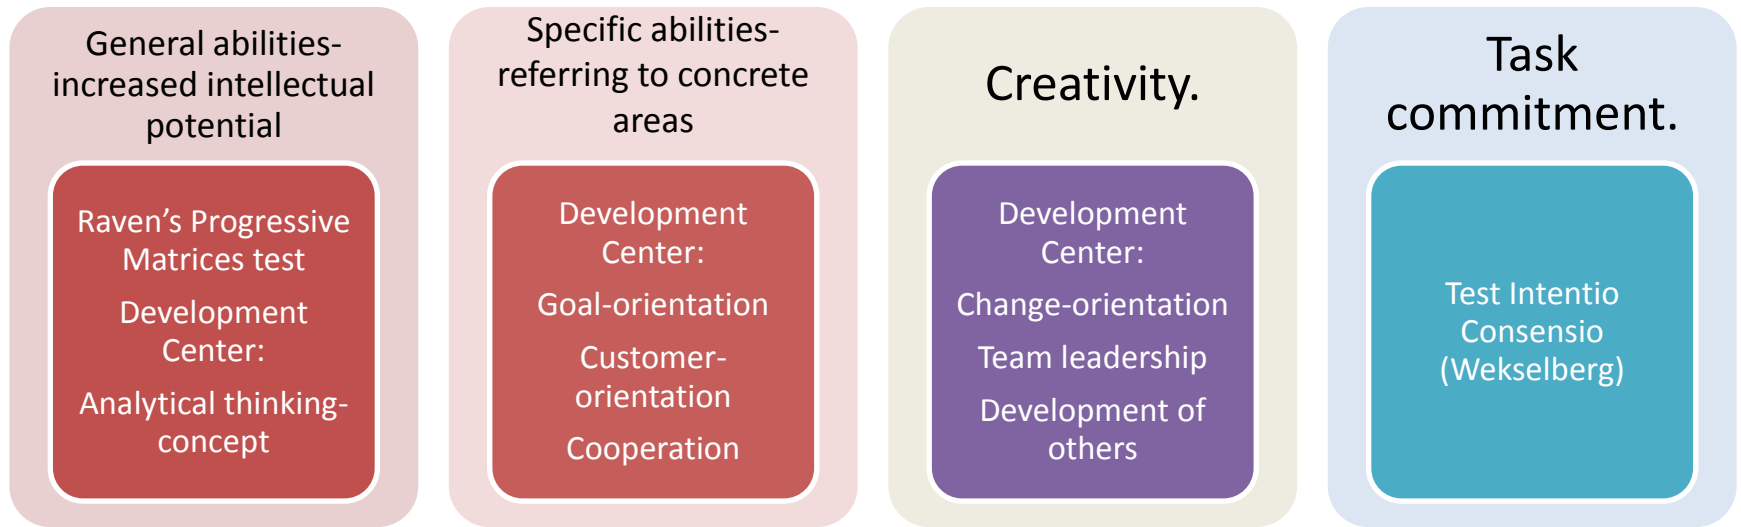 General abilities-
increased intellectual
potential
Raven’s Progressive
Matrices test
Development
Center:
Analytical thinking-
concept
Specific abilities-
referring to concrete
areas
Development
Center:
Goal-orientation
Customer-
orientation
Cooperation
Creativity.
Development
Center:
Change-orientation
Team leadership
Development of
others
Task
commitment.
Test Intentio
Consensio
(Wekselberg)